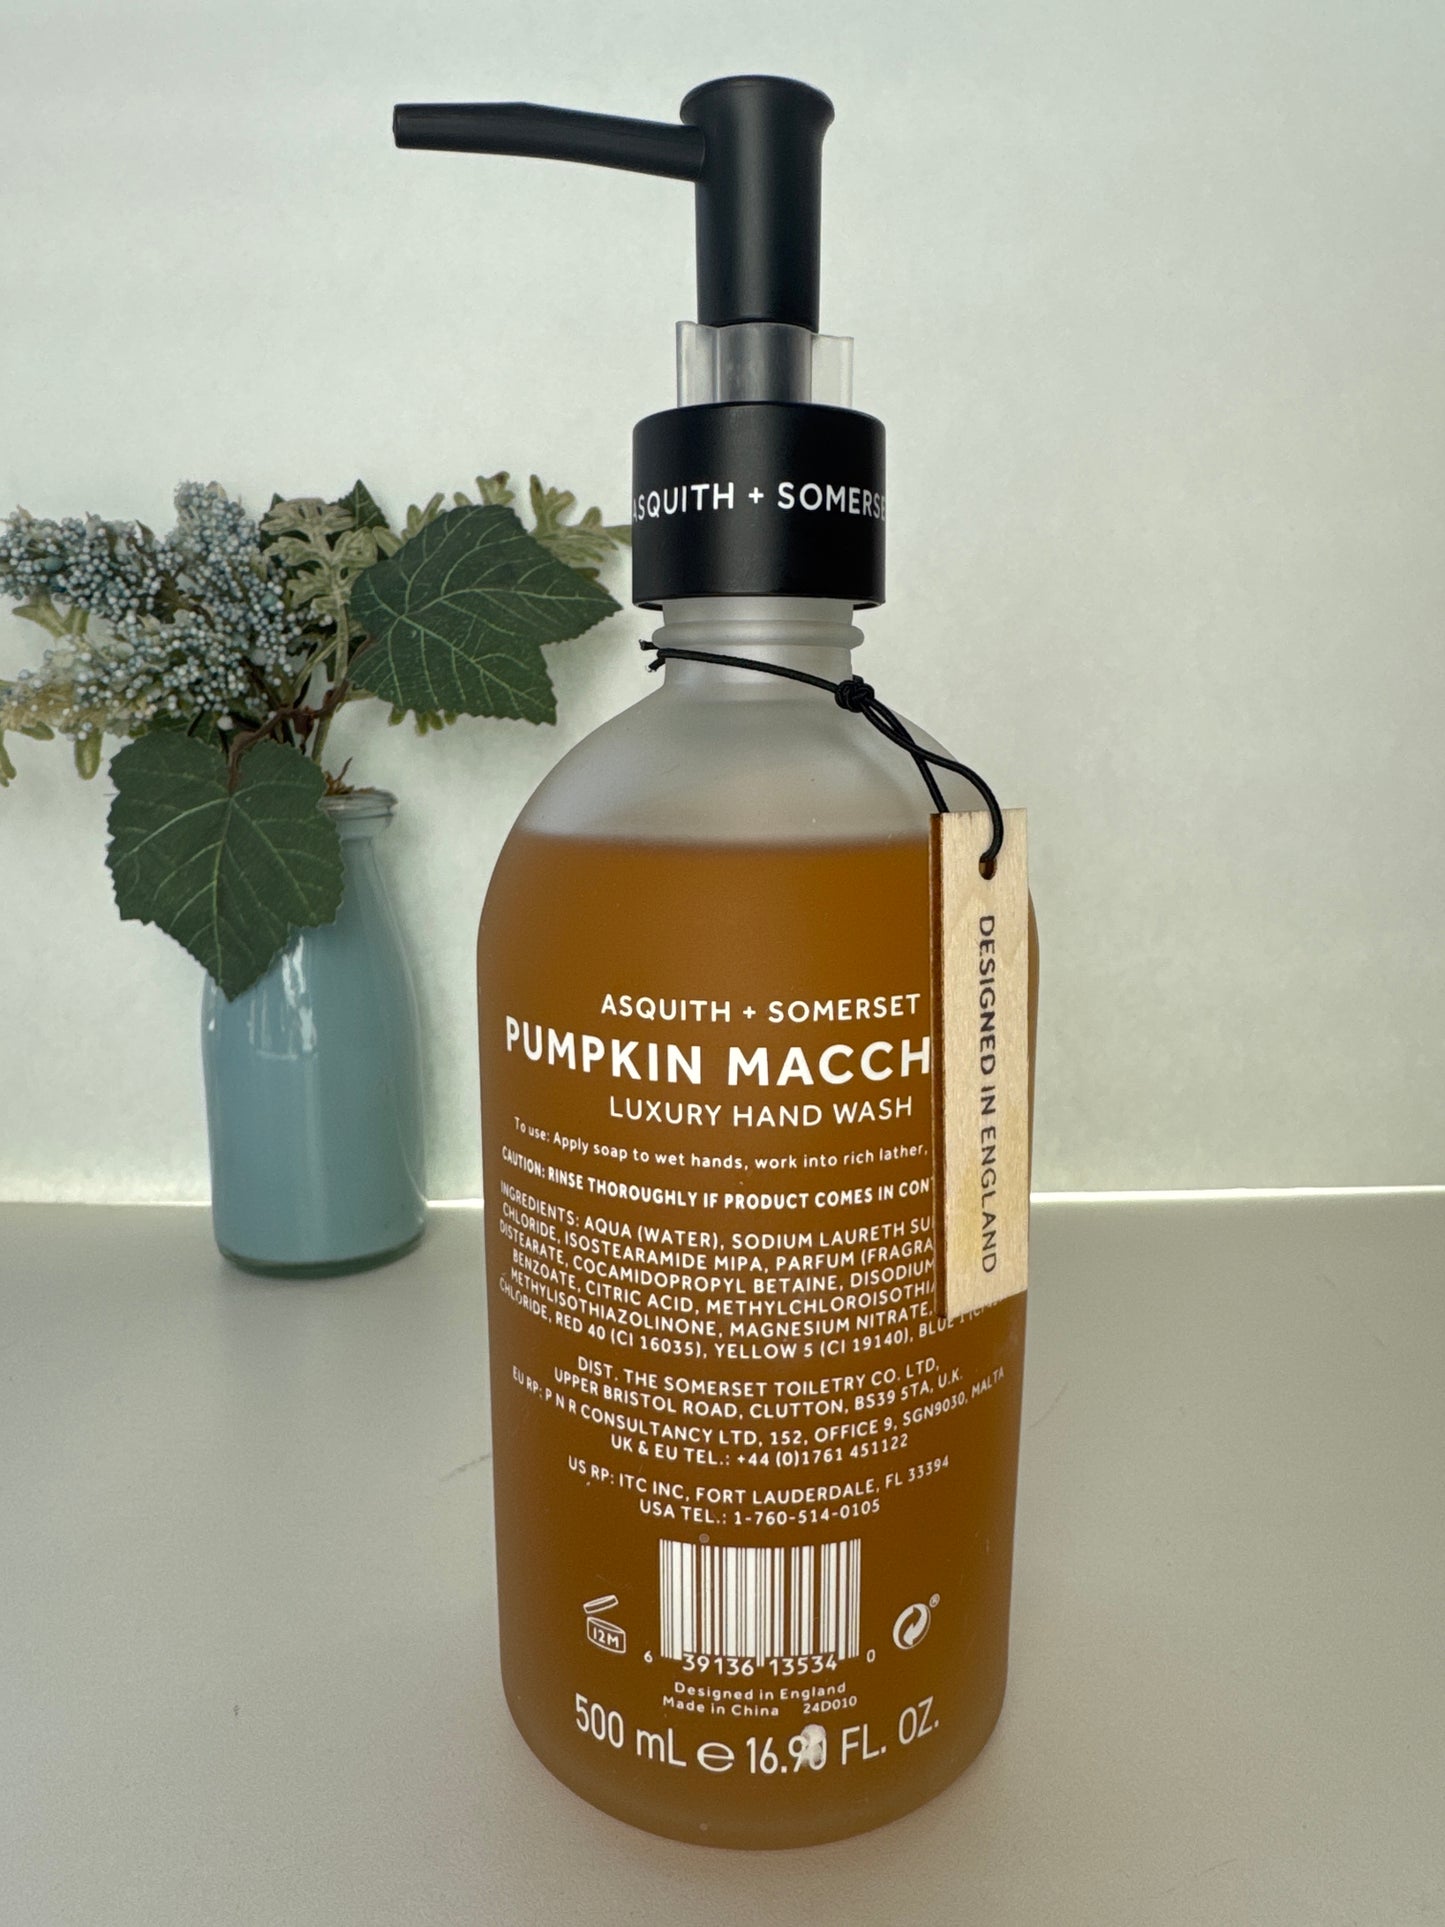 ASQUITH + SOMERSE
ASQUITH + SOMERSET
PUMPKIN MACCH
LUXURY HAND WASH
To use: Apply soap to wet hands, work into rich lather,
CAUTION: RINSE THOROUGHLY IF PRODUCT COMES IN CON
INGREDIENTS: AQUA (WATER), SODIUM LAURETH SU
CHLORIDE, ISOSTEARAMIDE MIPA, PARFUM (FRAGRA
DISTEARATE, COCAMIDOPROPYL BETAINE, DISODIUM
BENZOATE, CITRIC ACID, METHYLCHLOROISOTHI
METHYLISOTHIAZOLINONE, MAGNESIUM NITRATE,
CHLORIDE, RED 40 (CI 16035), YELLOW 5 (CI 19140), BLUE 1
DIST. THE SOMERSET TOILETRY CO. LTD,
UPPER BRISTOL ROAD, CLUTTON, BS39 5TA, U.K.
EU RP: P N R CONSULTANCY LTD, 152, OFFICE 9, SGN9030, MALTA
UK & EU TEL.: +44 (0)1761 451122
US RP: ITC INC, FORT LAUDERDALE, FL 33394
USA TEL.: 1-760-514-0105
12M
6 39136 13534 0
Designed in England
Made in China 24D010
500 mL e 16.90 FL. OZ.
DESIGNED IN ENGLAND